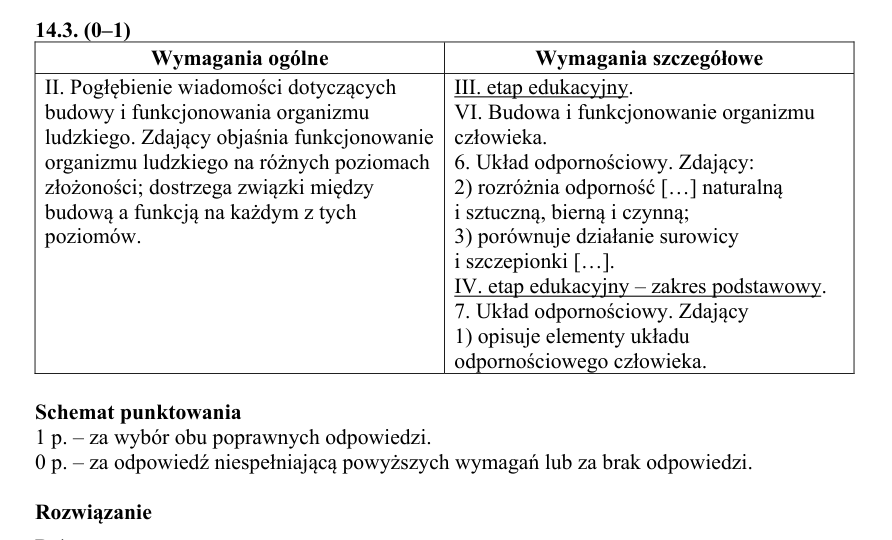 14.3. (0–1)
Wymagania ogólne
Wymagania szczegółowe
II. Pogłębienie wiadomości dotyczących
budowy i funkcjonowania organizmu
ludzkiego. Zdający objaśnia funkcjonowanie
organizmu ludzkiego na różnych poziomach
złożoności; dostrzega związki między
budową a funkcją na każdym z tych
poziomów.
III. etap edukacyjny.
VI. Budowa i funkcjonowanie organizmu
człowieka.
6. Układ odpornościowy. Zdający:
2) rozróżnia odporność […] naturalną
i sztuczną, bierną i czynną;
3) porównuje działanie surowicy
i szczepionki […].
IV. etap edukacyjny – zakres podstawowy.
7. Układ odpornościowy. Zdający
1) opisuje elementy układu
odpornościowego człowieka.
Schemat punktowania
1 p. – za wybór obu poprawnych odpowiedzi.
0 p. – za odpowiedź niespełniającą powyższych wymagań lub za brak odpowiedzi.
Rozwiązanie